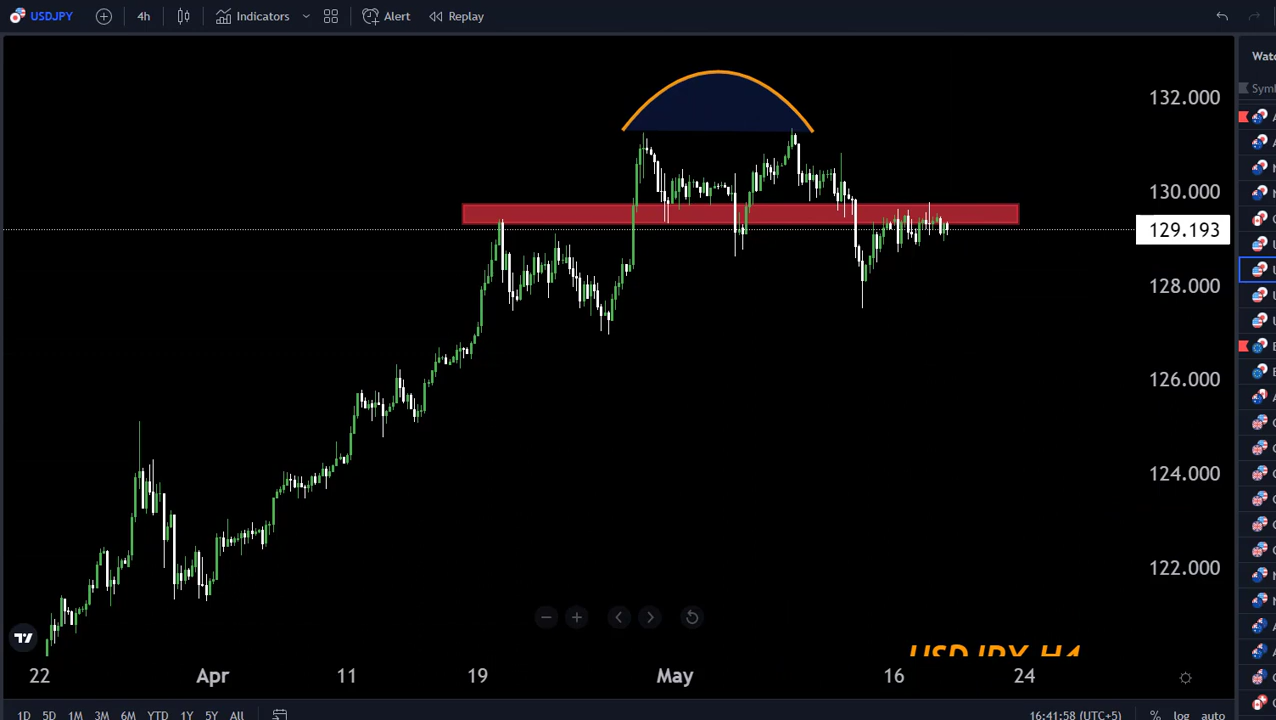 USDJPY 4h Indicators Alert Replay
Watc
Sym
132.000
130.000
129.193
128.000
126.000
124.000
122.000
USDJPY H4
22 Apr 11 19 May 16 24
1D 5D 1M 3M 6M YTD 1Y 5Y All 16:41:58 (UTC+5) % log auto